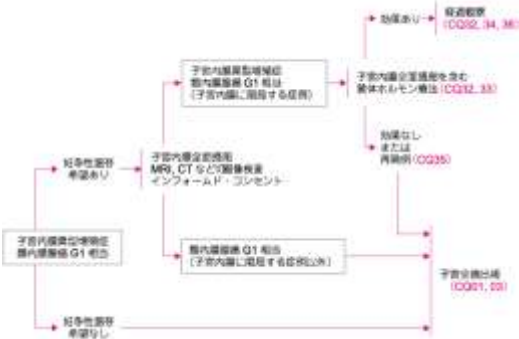 子宮内膜異型増殖症
類内膜腺癌 G1 相当
妊孕性温存
希望あり
妊孕性温存
希望なし
子宮内膜全面掻爬
MRI, CT などの画像検査
インフォームド・コンセント
子宮内膜異型増殖症
類内膜腺癌 G1 相当
(子宮内膜に限局する症例)
類内膜腺癌 G1 相当
(子宮内膜に限局する症例以外)
子宮内膜全面掻爬を含む
黄体ホルモン療法 (CQ32, 33)
効果あり
経過観察
(CQ32, 34, 36)
効果なし
または
再発例 (CQ35)
子宮全摘出術
(CQ01, 03)